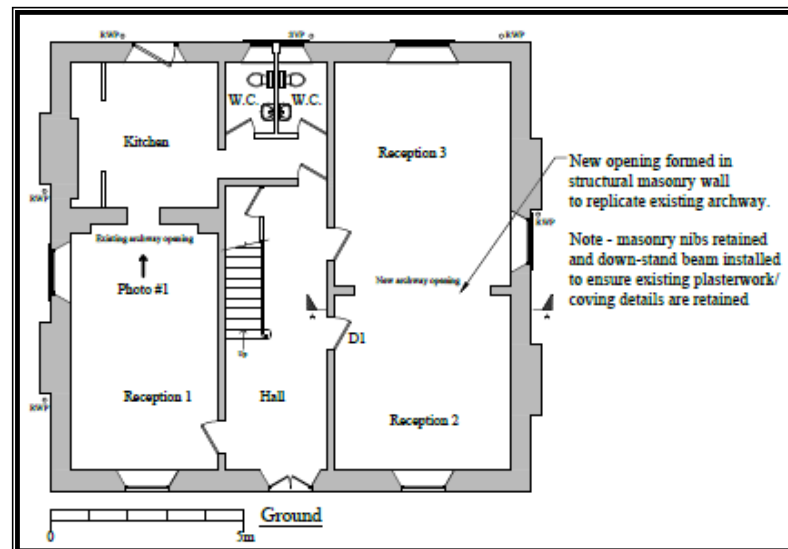 RWP
SVP
RWP
W.C.
W.C.
Kitchen
Reception 3
New opening formed in
structural masonry wall
to replicate existing archway.
RWP
RWP
Existing archway opening
Note - masonry nibs retained
and down-stand beam installed
to ensure existing plasterwork/
coving details are retained
New archway opening
Photo #1
A
A
Up
D1
Reception 1
Hall
RWP
Reception 2
Ground
0
5m